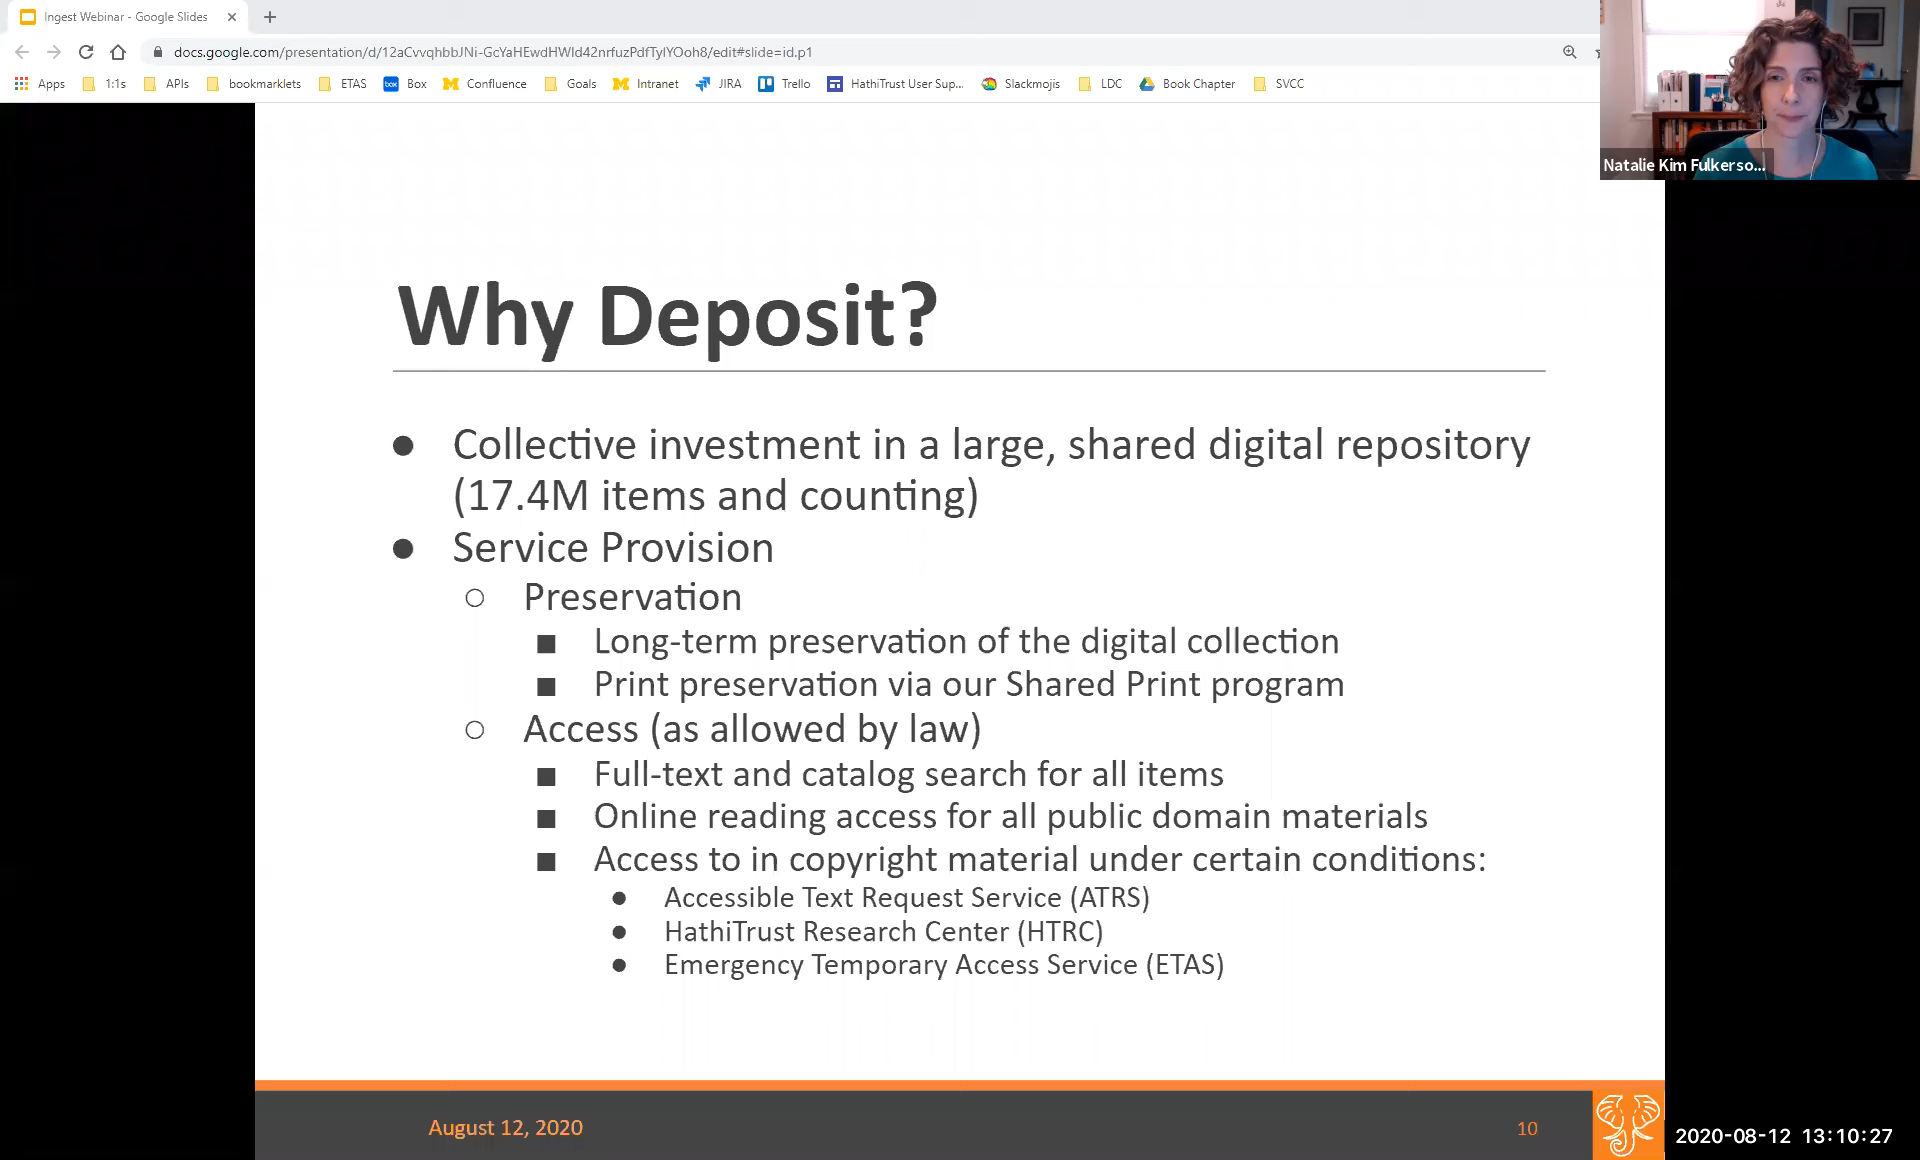 Ingest Webinar - Google Slides
docs.google.com/presentation/d/12aCvvqhbbJNi-GcYaHEwdHWld42nrfuzPdfTylYOoh8/edit#slide=id.p1
Apps 1:1s APIs bookmarklets ETAS Box Confluence Goals Intranet JIRA Trello HathiTrust User Sup... Slackmojis LDC Book Chapter SVCC
Natalie Kim Fulkerso...
Why Deposit?
● Collective investment in a large, shared digital repository
(17.4M items and counting)
● Service Provision
○ Preservation
■ Long-term preservation of the digital collection
■ Print preservation via our Shared Print program
○ Access (as allowed by law)
■ Full-text and catalog search for all items
■ Online reading access for all public domain materials
■ Access to in copyright material under certain conditions:
● Accessible Text Request Service (ATRS)
● HathiTrust Research Center (HTRC)
● Emergency Temporary Access Service (ETAS)
August 12, 2020
10
2020-08-12 13:10:27